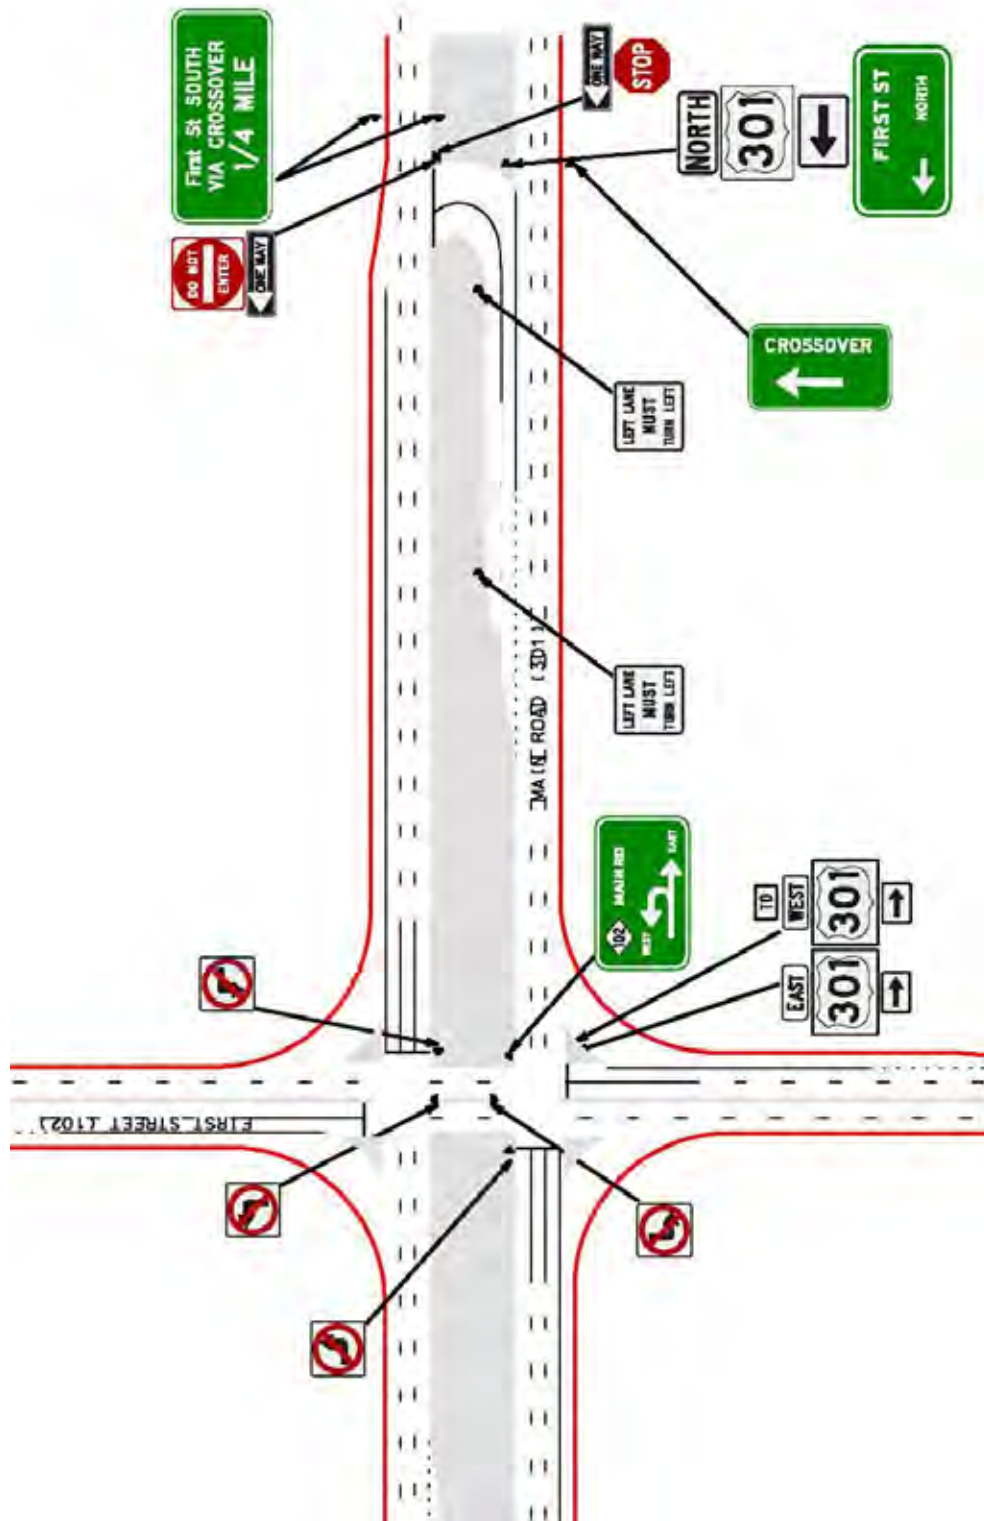 First St SOUTH
VIA CROSSOVER
1/4 MILE
DO NOT
ENTER
ONE WAY
ONE WAY
STOP
NORTH
301
FIRST ST
NORTH
CROSSOVER
LEFT LANE
MUST
TURN LEFT
LEFT LANE
MUST
TURN LEFT
MAIN ROAD (301)
102 MAIN RD
WEST
EAST
TO
WEST
301
EAST
301
FIRST STREET (102)